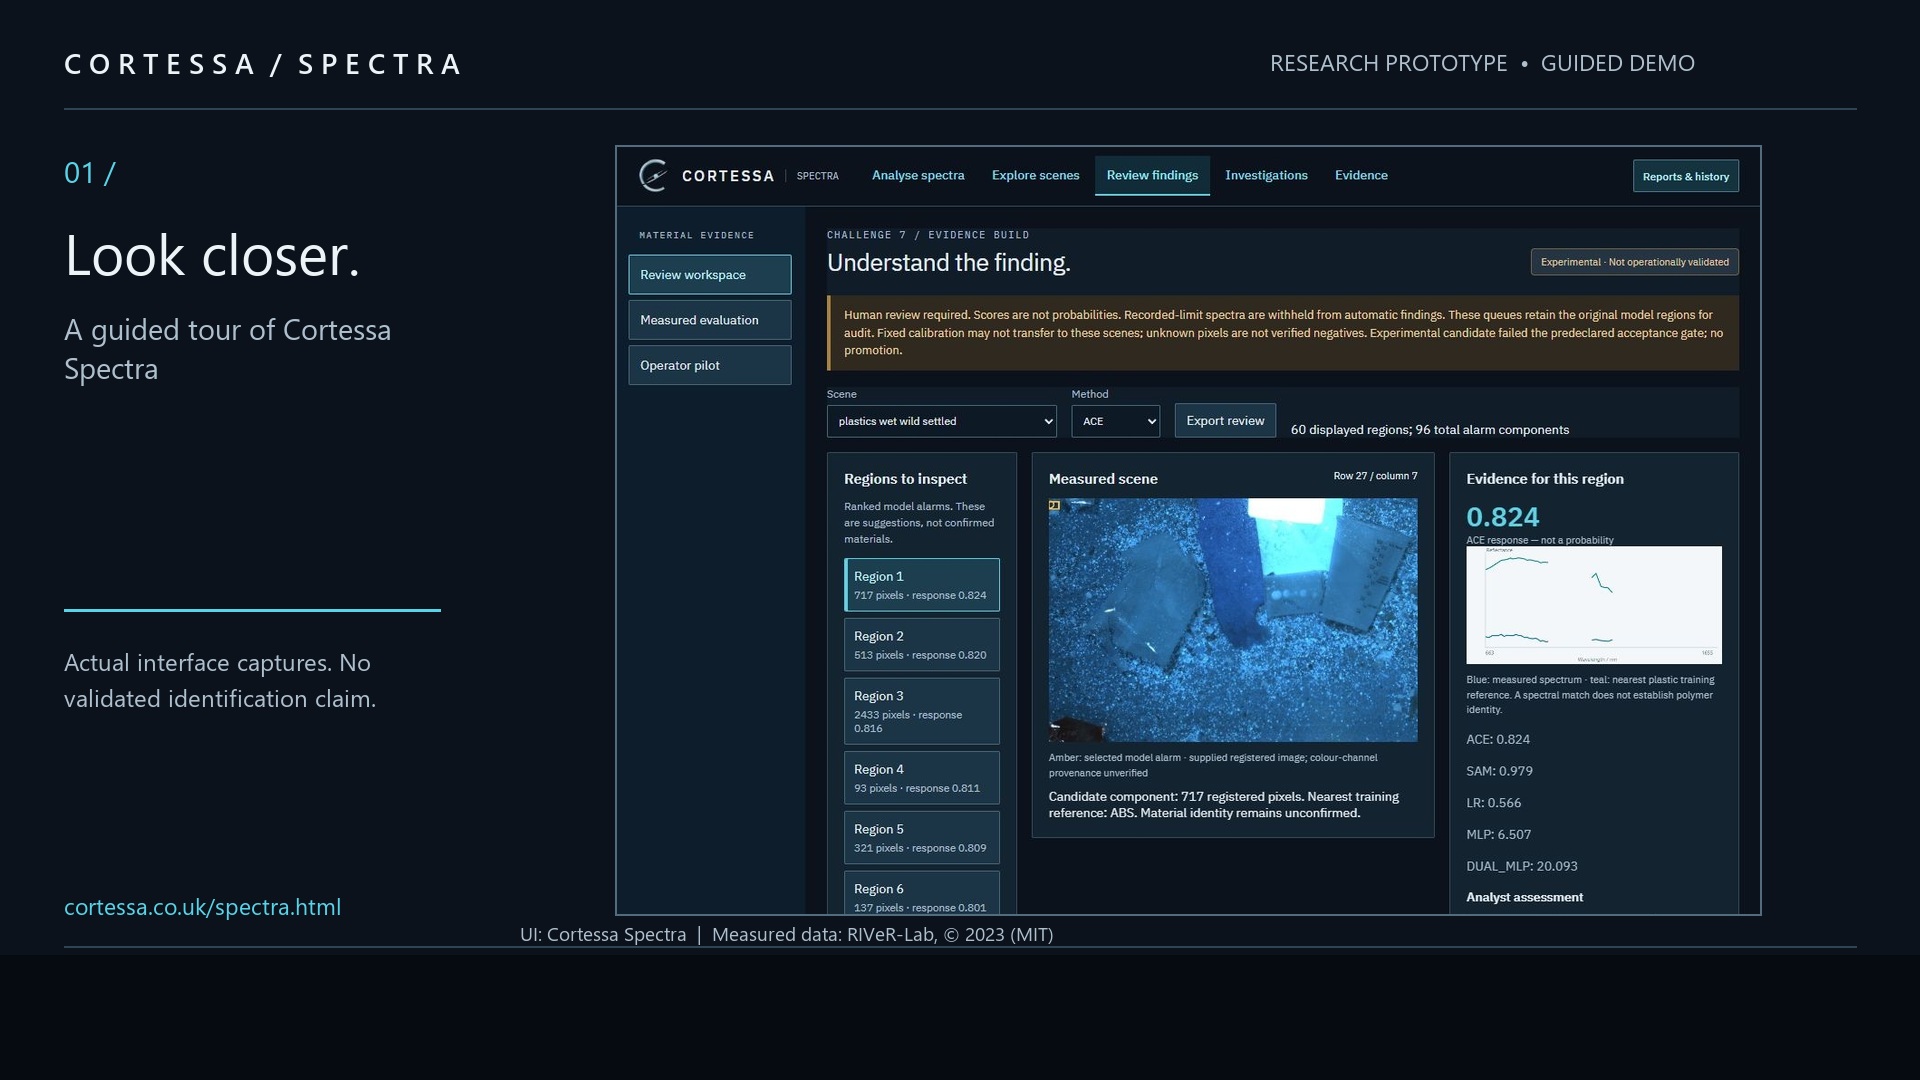 CORTESSA / SPECTRA
RESEARCH PROTOTYPE • GUIDED DEMO
01 /
Look closer.
A guided tour of Cortessa
Spectra
Actual interface captures. No
validated identification claim.
cortessa.co.uk/spectra.html
CORTESSA | SPECTRA
Analyse spectra
Explore scenes
Review findings
Investigations
Evidence
Reports & history
MATERIAL EVIDENCE
Review workspace
Measured evaluation
Operator pilot
CHALLENGE 7 / EVIDENCE BUILD
Understand the finding.
Experimental · Not operationally validated
Human review required. Scores are not probabilities. Recorded-limit spectra are withheld from automatic findings. These queues retain the original model regions for
audit. Fixed calibration may not transfer to these scenes; unknown pixels are not verified negatives. Experimental candidate failed the predeclared acceptance gate; no
promotion.
Scene
Method
plastics wet wild settled
ACE
Export review
60 displayed regions; 96 total alarm components
Regions to inspect
Ranked model alarms. These
are suggestions, not confirmed
materials.
Region 1
717 pixels · response 0.824
Region 2
513 pixels · response 0.820
Region 3
2433 pixels · response
0.816
Region 4
93 pixels · response 0.811
Region 5
321 pixels · response 0.809
Region 6
137 pixels · response 0.801
Measured scene
Row 27 / column 7
Amber: selected model alarm · supplied registered image; colour-channel
provenance unverified
Candidate component: 717 registered pixels. Nearest training
reference: ABS. Material identity remains unconfirmed.
Evidence for this region
0.824
ACE response — not a probability
Reflectance
663
1655
Wavelength / nm
Blue: measured spectrum · teal: nearest plastic training
reference. A spectral match does not establish polymer
identity.
ACE: 0.824
SAM: 0.979
LR: 0.566
MLP: 6.507
DUAL_MLP: 20.093
Analyst assessment
UI: Cortessa Spectra | Measured data: RIVeR-Lab, © 2023 (MIT)